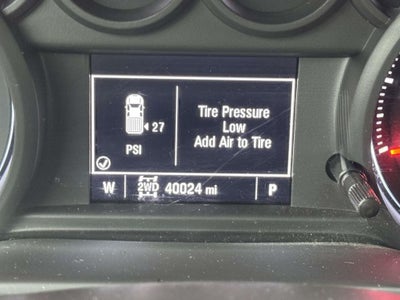 27
PSI
Tire Pressure
Low
Add Air to Tire
W 2WD 40024 mi P